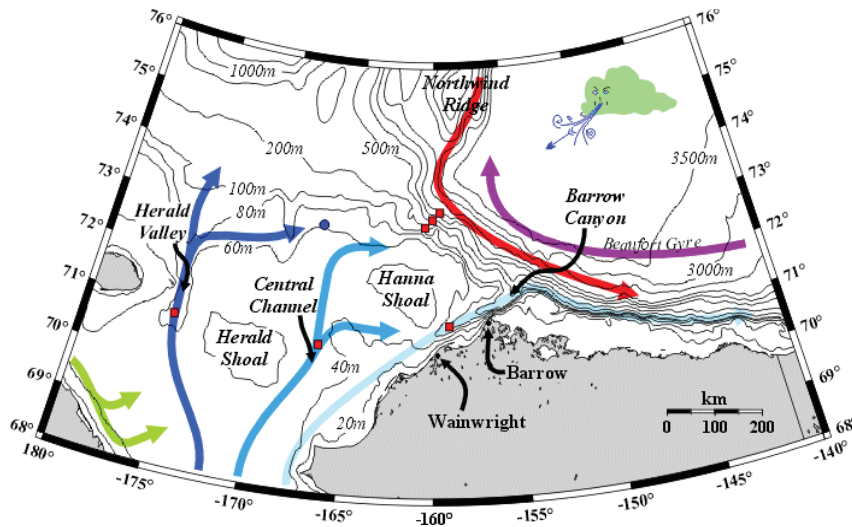 76°
75°
74°
73°
72°
71°
70°
69°
68°
180°
-175°
-170°
-165°
-160°
-155°
-150°
-145°
-140°
68°
69°
70°
71°
72°
73°
74°
75°
76°
1000m
Northwind
Ridge
200m
500m
3500m
100m
80m
60m
Herald
Valley
Barrow
Canyon
Beaufort Gyre
3000m
Central
Channel
Hanna
Shoal
Herald
Shoal
40m
20m
Barrow
Wainwright
km
0 100 200